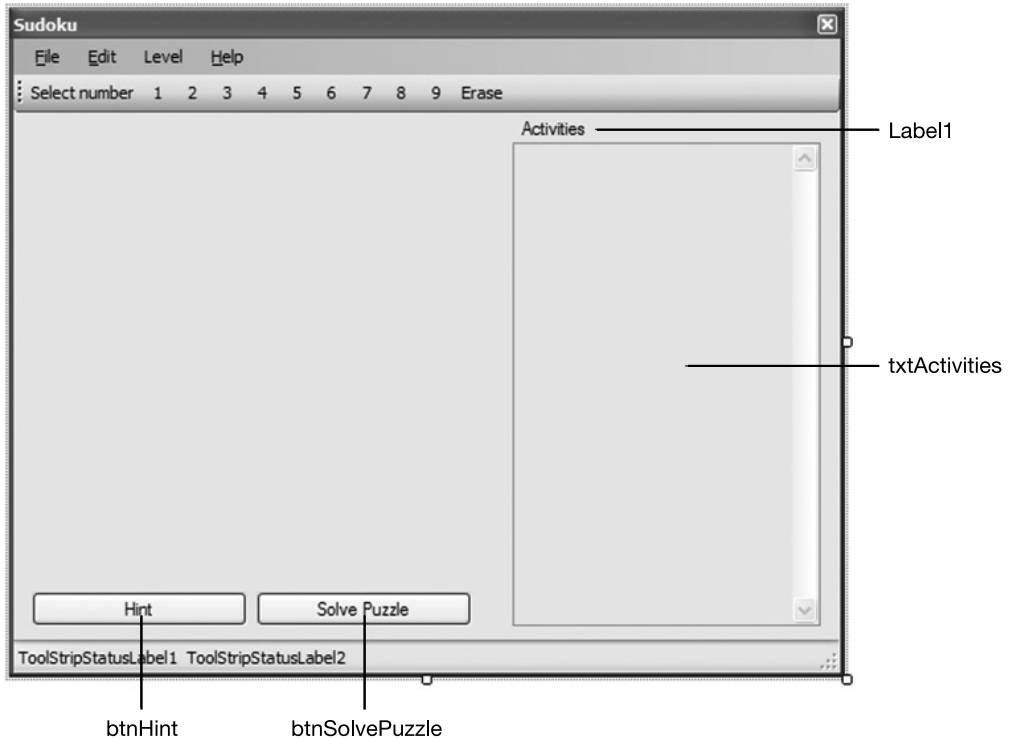 Sudoku
File Edit Level Help
Select number 1 2 3 4 5 6 7 8 9 Erase
Activities
Label1
txtActivities
Hint Solve Puzzle
ToolStripStatusLabel1 ToolStripStatusLabel2
btnHint btnSolvePuzzle